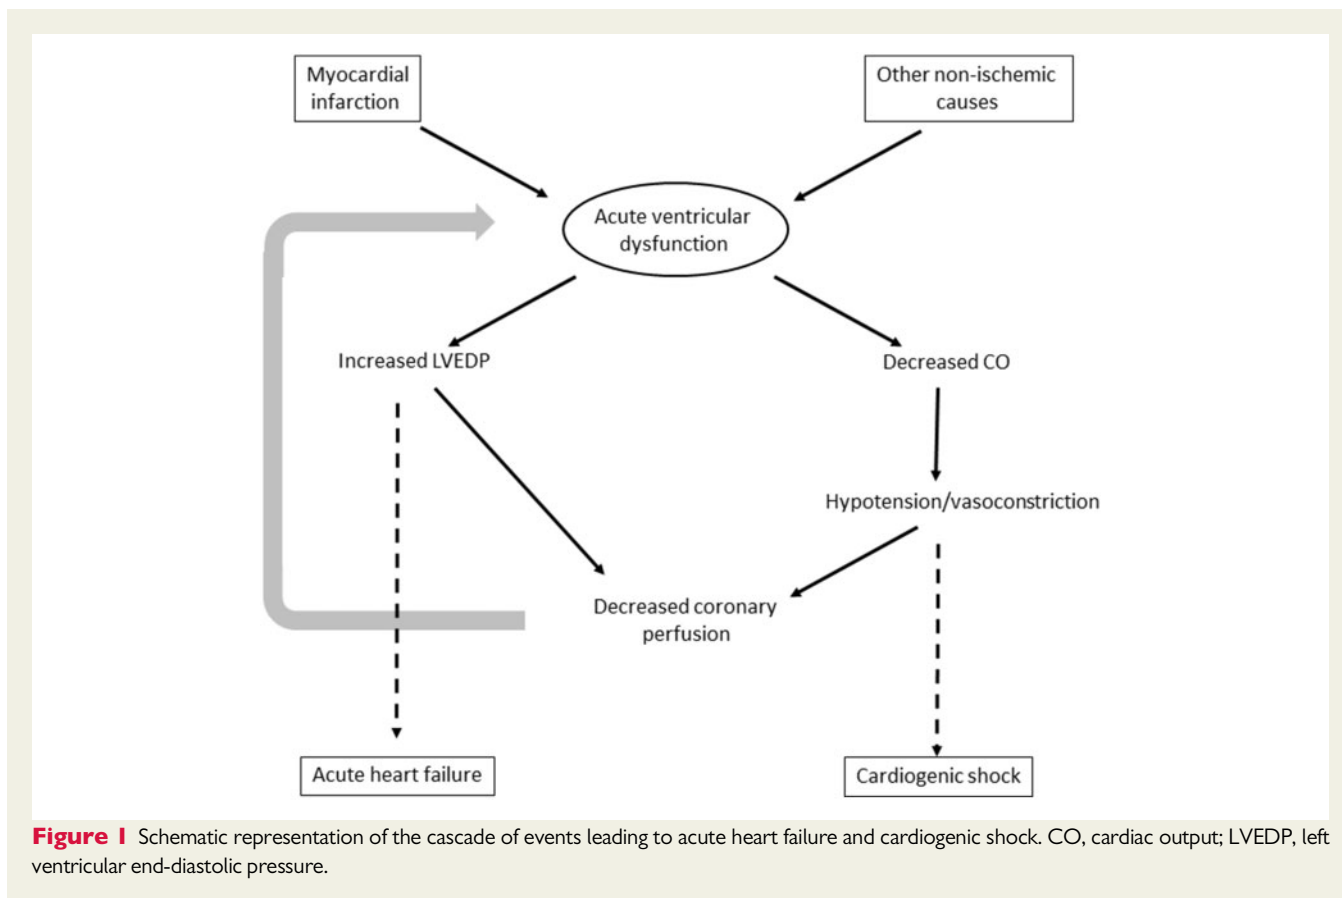 Myocardial
infarction
Other non-ischemic
causes
Acute ventricular
dysfunction
Increased LVEDP
Decreased CO
Hypotension/vasoconstriction
Decreased coronary
perfusion
Acute heart failure
Cardiogenic shock
Figure 1 Schematic representation of the cascade of events leading to acute heart failure and cardiogenic shock. CO, cardiac output; LVEDP, left
ventricular end-diastolic pressure.